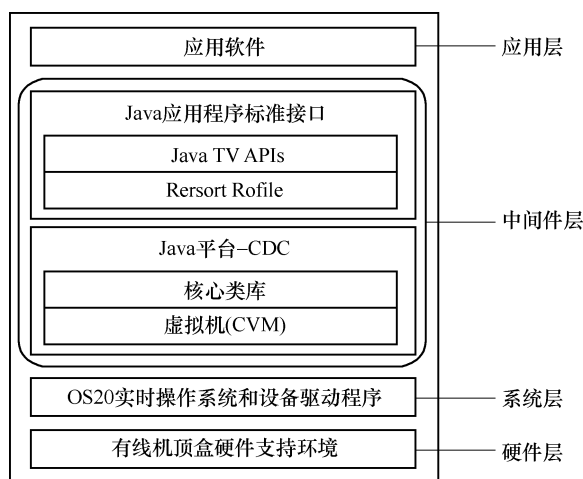 应用软件
应用层
Java应用程序标准接口
Java TV APIs
Rersort Rofile
中间件层
Java平台–CDC
核心类库
虚拟机(CVM)
OS20实时操作系统和设备驱动程序
系统层
有线机顶盒硬件支持环境
硬件层